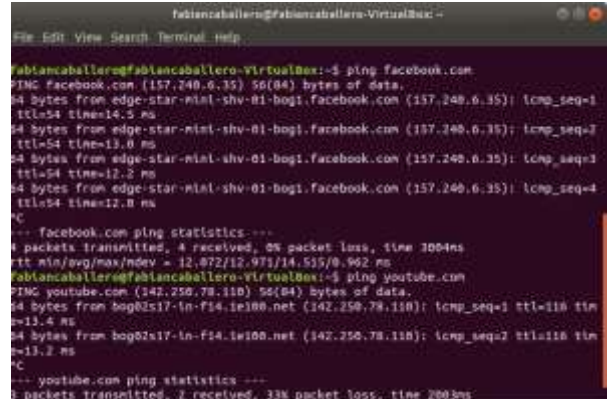 fabiancaballero@fabiancaballero-VirtualBox: ~
File Edit View Search Terminal Help
fabiancaballero@fabiancaballero-VirtualBox:~$ ping facebook.com
PING facebook.com (157.240.6.35) 56(84) bytes of data.
64 bytes from edge-star-mini-shv-01-bog1.facebook.com (157.240.6.35): icmp_seq=1
ttl=54 time=14.5 ms
64 bytes from edge-star-mini-shv-01-bog1.facebook.com (157.240.6.35): icmp_seq=2
ttl=54 time=13.0 ms
64 bytes from edge-star-mini-shv-01-bog1.facebook.com (157.240.6.35): icmp_seq=3
ttl=54 time=12.2 ms
64 bytes from edge-star-mini-shv-01-bog1.facebook.com (157.240.6.35): icmp_seq=4
ttl=54 time=12.0 ms
^C
--- facebook.com ping statistics ---
4 packets transmitted, 4 received, 0% packet loss, time 3004ms
rtt min/avg/max/mdev = 12.072/12.971/14.515/0.962 ms
fabiancaballero@fabiancaballero-VirtualBox:~$ ping youtube.com
PING youtube.com (142.250.78.110) 56(84) bytes of data.
64 bytes from bog02s17-in-f14.1e100.net (142.250.78.110): icmp_seq=1 ttl=116 tim
e=13.4 ms
64 bytes from bog02s17-in-f14.1e100.net (142.250.78.110): icmp_seq=2 ttl=116 tim
e=13.2 ms
^C
--- youtube.com ping statistics ---
3 packets transmitted, 2 received, 33% packet loss, time 2003ms